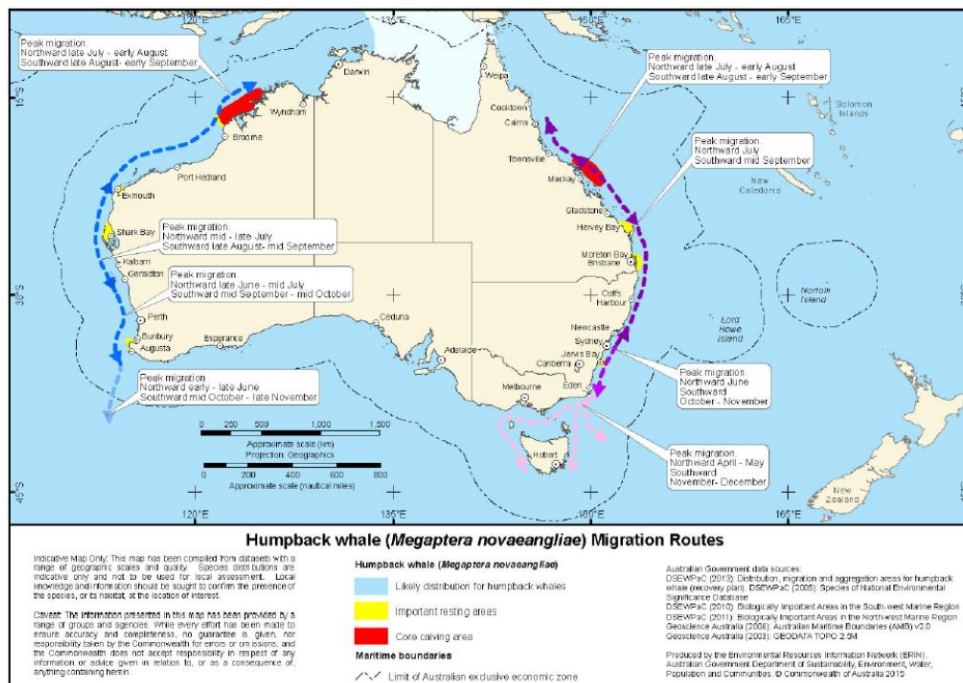 120°E
135°E
150°E
165°E
Peak migration.
Northward late July - early August
Southward late August- early September
Peak migration.
Northward late July - early August
Southward late August - early September
Darwin
Weipa
15°S
15°S
Wyndham
Cooktown
Cairns
Solomon
Islands
Broome
Peak migration.
Northward July
Southward mid September
Townsville
Mackay
New
Caledonia
Port Hedland
Exmouth
Gladstone
Hervey Bay
Shark Bay
Peak migration.
Northward mid - late July
Southward late August- mid September
Moreton Bay
Brisbane
Kalbarri
Geraldton
Peak migration.
Northward late June - mid July
Southward mid September - mid October
30°S
30°S
Coffs
Harbour
Norfolk
Island
Perth
Ceduna
Newcastle
Lord
Howe
Island
Bunbury
Augusta
Esperance
Sydney
Adelaide
Jervis Bay
Canberra
Peak migration.
Northward early - late June
Southward mid October - late November
Melbourne
Eden
Peak migration.
Northward June
Southward
October - November
0 250 500 1,000 1,500
Approximate scale (km)
Projection: Geographics
0 200 400 600 800
Approximate scale (nautical miles)
Hobart
Peak migration.
Northward April - May
Southward
November-December
New
Zealand
45°S
45°S
120°E
135°E
150°E
165°E
Humpback whale (Megaptera novaeangliae) Migration Routes
Indicative Map Only: This map has been compiled from datasets with a
range of geographic scales and quality. Species distributions are
indicative only and not to be used for local assessment. Local
knowledge and information should be sought to confirm the presence of
the species, or its habitat, at the location of interest.
Caveat: The information presented in this map has been provided by a
range of groups and agencies. While every effort has been made to
ensure accuracy and completeness, no guarantee is given, nor
responsibility taken by the Commonwealth for errors or omissions, and
the Commonwealth does not accept responsibility in respect of any
information or advice given in relation to, or as a consequence of,
anything containing herein.
Humpback whale (Megaptera novaeangliae)
Likely distribution for humpback whales
Important resting areas
Core calving area
Maritime boundaries
Limit of Australian exclusive economic zone
Australian Government data sources:
DSEWPaC (2013): Distribution, migration and aggregation areas for humpback
whale (recovery plan). DSEWPaC (2005): Species of National Environmental
Significance Database
DSEWPaC (2010): Biologically Important Areas in the South-west Marine Region
DSEWPaC (2011): Biologically Important Areas in the North-west Marine Region
Geoscience Australia (2006): Australian Maritime Boundaries (AMB) v2.0
Geoscience Australia (2003): GEODATA TOPO 2.5M
Produced by the Environmental Resources Information Network (ERIN).
Australian Government Department of Sustainability, Environment, Water,
Population and Communities. © Commonwealth of Australia 2015